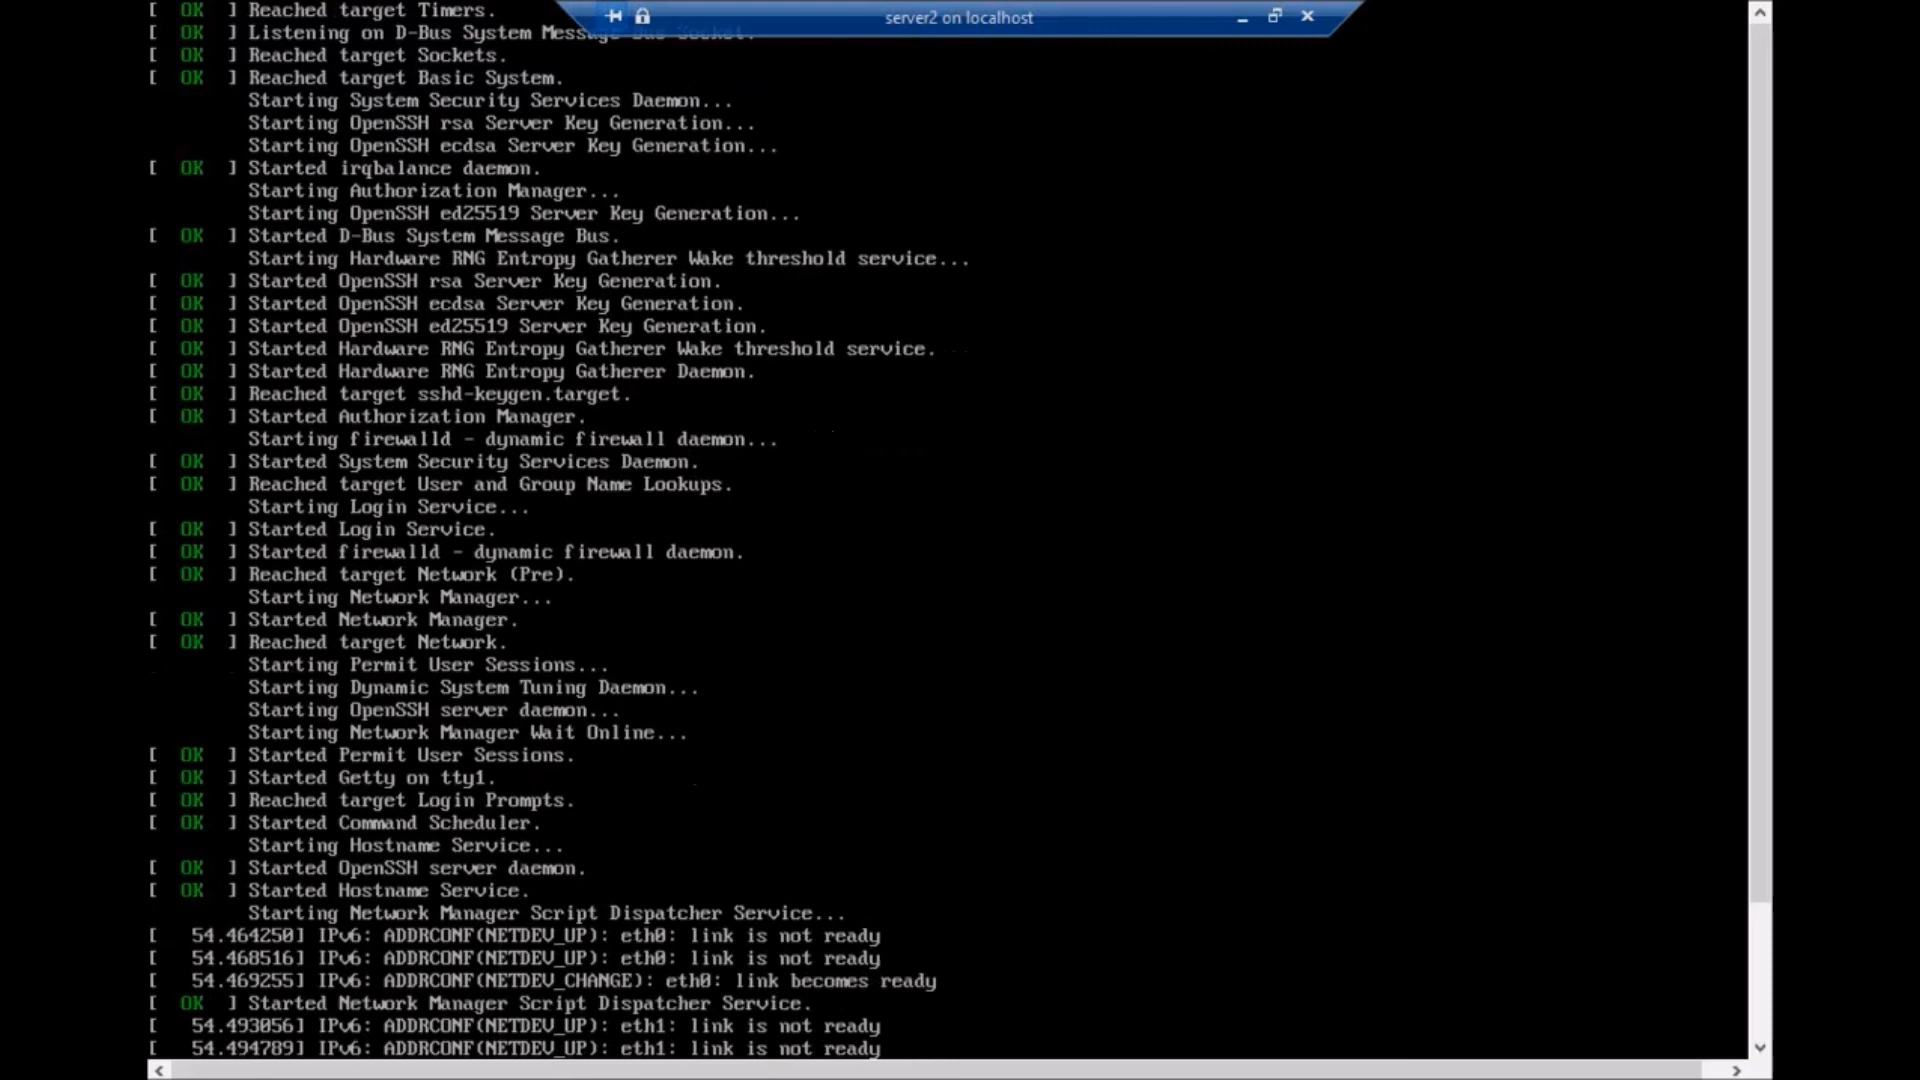 server2 on localhost
[  OK  ] Reached target Timers.
[  OK  ] Listening on D-Bus System Message Bus Socket.
[  OK  ] Reached target Sockets.
[  OK  ] Reached target Basic System.
Starting System Security Services Daemon...
Starting OpenSSH rsa Server Key Generation...
Starting OpenSSH ecdsa Server Key Generation...
[  OK  ] Started irqbalance daemon.
Starting Authorization Manager...
Starting OpenSSH ed25519 Server Key Generation...
[  OK  ] Started D-Bus System Message Bus.
Starting Hardware RNG Entropy Gatherer Wake threshold service...
[  OK  ] Started OpenSSH rsa Server Key Generation.
[  OK  ] Started OpenSSH ecdsa Server Key Generation.
[  OK  ] Started OpenSSH ed25519 Server Key Generation.
[  OK  ] Started Hardware RNG Entropy Gatherer Wake threshold service.
[  OK  ] Started Hardware RNG Entropy Gatherer Daemon.
[  OK  ] Reached target sshd-keygen.target.
[  OK  ] Started Authorization Manager.
Starting firewalld - dynamic firewall daemon...
[  OK  ] Started System Security Services Daemon.
[  OK  ] Reached target User and Group Name Lookups.
Starting Login Service...
[  OK  ] Started Login Service.
[  OK  ] Started firewalld - dynamic firewall daemon.
[  OK  ] Reached target Network (Pre).
Starting Network Manager...
[  OK  ] Started Network Manager.
[  OK  ] Reached target Network.
Starting Permit User Sessions...
Starting Dynamic System Tuning Daemon...
Starting OpenSSH server daemon...
Starting Network Manager Wait Online...
[  OK  ] Started Permit User Sessions.
[  OK  ] Started Getty on tty1.
[  OK  ] Reached target Login Prompts.
[  OK  ] Started Command Scheduler.
Starting Hostname Service...
[  OK  ] Started OpenSSH server daemon.
[  OK  ] Started Hostname Service.
Starting Network Manager Script Dispatcher Service...
[   54.464250] IPv6: ADDRCONF(NETDEV_UP): eth0: link is not ready
[   54.468516] IPv6: ADDRCONF(NETDEV_UP): eth0: link is not ready
[   54.469255] IPv6: ADDRCONF(NETDEV_CHANGE): eth0: link becomes ready
[  OK  ] Started Network Manager Script Dispatcher Service.
[   54.493056] IPv6: ADDRCONF(NETDEV_UP): eth1: link is not ready
[   54.494789] IPv6: ADDRCONF(NETDEV_UP): eth1: link is not ready